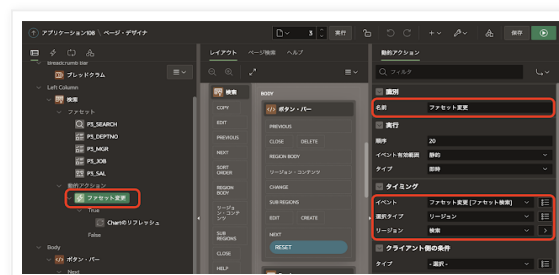 アプリケーション108 \ ページ・デザイナ
3
実行
保存
Breadcrumb Bar
ブレッドクラム
Left Column
検索
ファセット
P3_SEARCH
P3_DEPTNO
P3_MGR
P3_JOB
P3_SAL
動的アクション
ファセット変更
True
Chartのリフレッシュ
False
Body
ボタン・バー
Next
レイアウト
ページ検索
ヘルプ
検索
COPY
EDIT
PREVIOUS
NEXT
SORT
ORDER
REGION
BODY
リージョ
ン・コンテン
ツ
SUB
REGIONS
CLOSE
HELP
BODY
ボタン・バー
PREVIOUS
CLOSE
DELETE
REGION BODY
リージョン・コンテンツ
CHANGE
SUB REGIONS
EDIT
CREATE
NEXT
RESET
動的アクション
フィルタ
識別
名前
ファセット変更
実行
順序
20
イベント有効範囲
静的
タイプ
即時
タイミング
イベント
ファセット変更 [ファセット検索]
選択タイプ
リージョン
リージョン
検索
クライアント側の条件
タイプ
- 選択 -